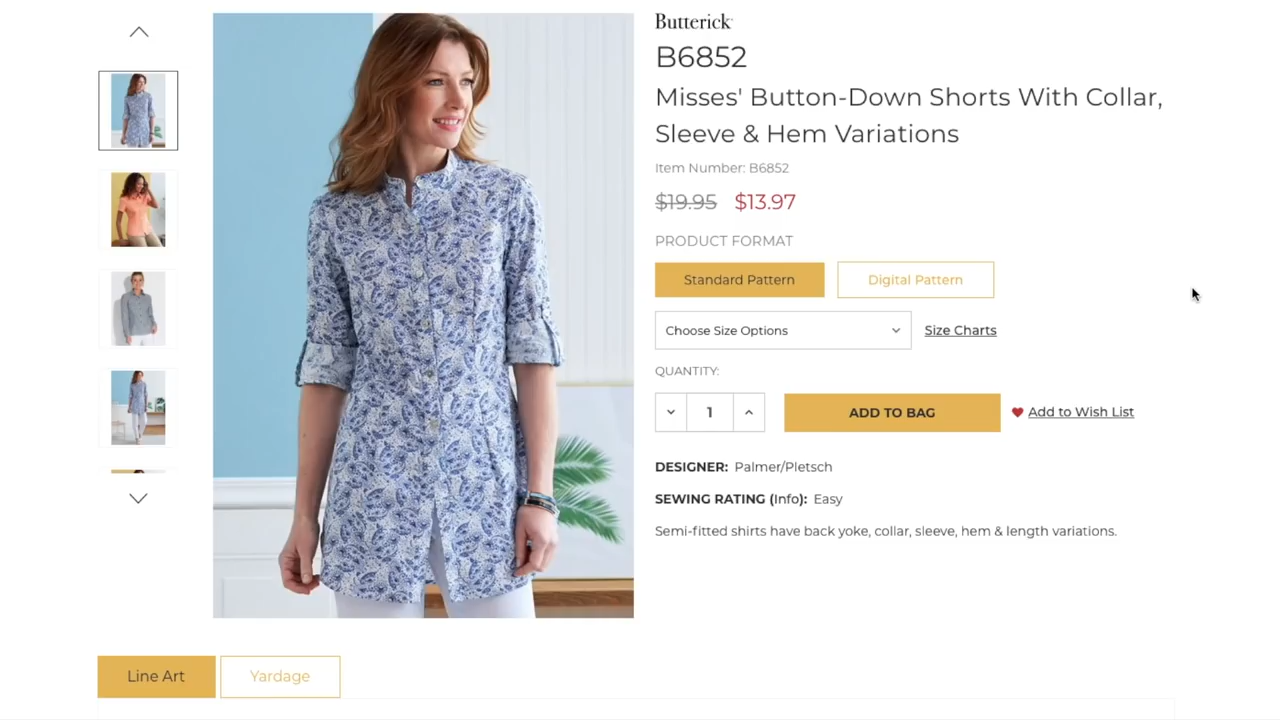 Butterick
B6852
Misses' Button-Down Shorts With Collar,
Sleeve & Hem Variations
Item Number: B6852
$19.95 $13.97
PRODUCT FORMAT
Standard Pattern Digital Pattern
Choose Size Options Size Charts
QUANTITY:
1 ADD TO BAG Add to Wish List
DESIGNER: Palmer/Pletsch
SEWING RATING (Info): Easy
Semi-fitted shirts have back yoke, collar, sleeve, hem & length variations.
Line Art Yardage